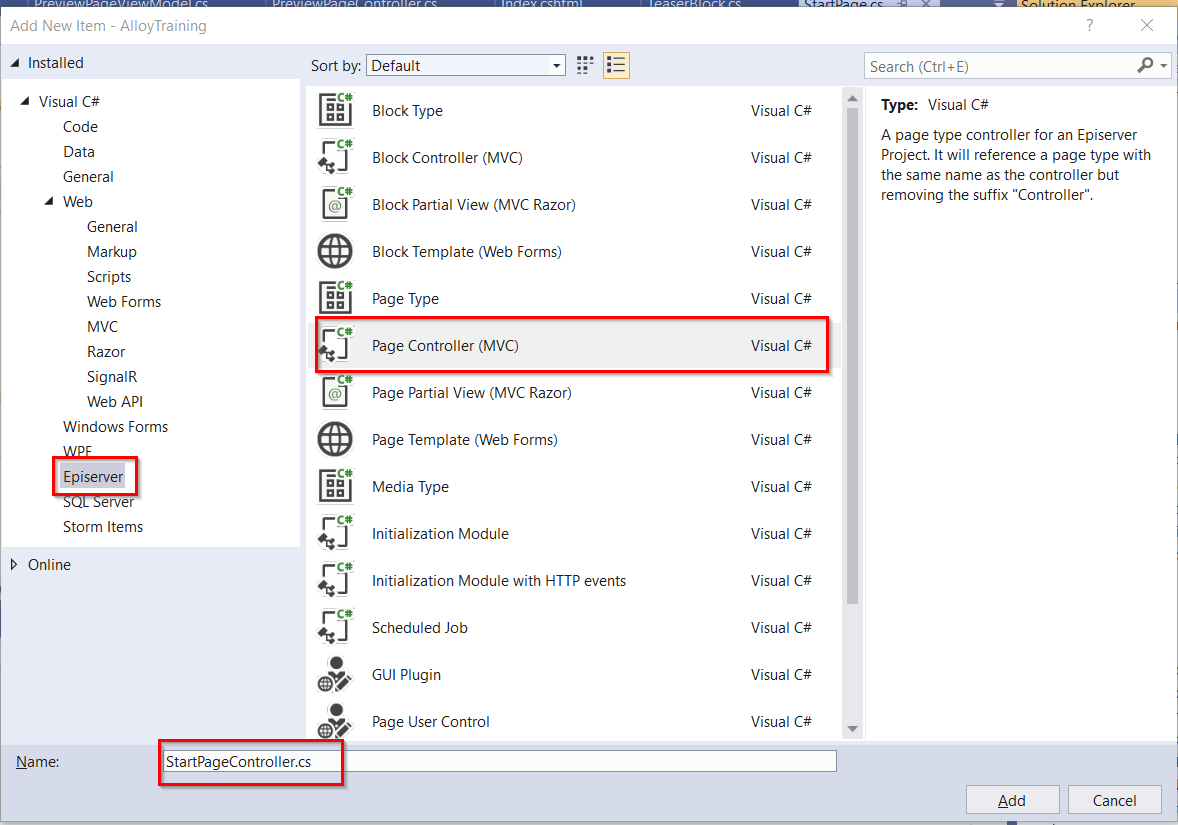 PreviewPageViewModel.cs PreviewPageController.cs Index.cshtml TeaserBlock.cs StartPage.cs Solution Explorer
Add New Item - AlloyTraining ?
Installed
Sort by: Default
Search (Ctrl+E)
Visual C#
Code
Data
General
Web
General
Markup
Scripts
Web Forms
MVC
Razor
SignalR
Web API
Windows Forms
WPF
Episerver
SQL Server
Storm Items
Online
Block Type Visual C#
Block Controller (MVC) Visual C#
Block Partial View (MVC Razor) Visual C#
Block Template (Web Forms) Visual C#
Page Type Visual C#
Page Controller (MVC) Visual C#
Page Partial View (MVC Razor) Visual C#
Page Template (Web Forms) Visual C#
Media Type Visual C#
Initialization Module Visual C#
Initialization Module with HTTP events Visual C#
Scheduled Job Visual C#
GUI Plugin Visual C#
Page User Control Visual C#
Type: Visual C#
A page type controller for an Episerver
Project. It will reference a page type with
the same name as the controller but
removing the suffix "Controller".
Name: StartPageController.cs
Add Cancel